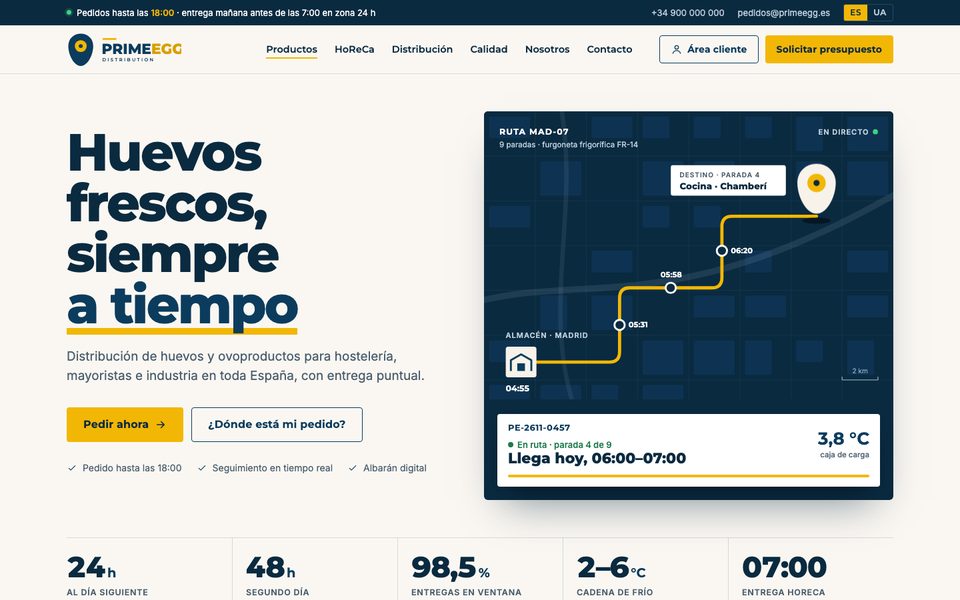 Pedidos hasta las 18:00 · entrega mañana antes de las 7:00 en zona 24 h
+34 900 000 000
pedidos@primeegg.es
ES
UA
PRIMEEGG
DISTRIBUTION
Productos
HoReCa
Distribución
Calidad
Nosotros
Contacto
Área cliente
Solicitar presupuesto
Huevos
frescos,
siempre
a tiempo
Distribución de huevos y ovoproductos para hostelería,
mayoristas e industria en toda España, con entrega puntual.
Pedir ahora →
¿Dónde está mi pedido?
Pedido hasta las 18:00
Seguimiento en tiempo real
Albarán digital
RUTA MAD-07
9 paradas · furgoneta frigorífica FR-14
EN DIRECTO
DESTINO · PARADA 4
Cocina · Chamberí
06:20
05:58
05:31
ALMACÉN · MADRID
04:55
2 km
PE-2611-0457
En ruta · parada 4 de 9
Llega hoy, 06:00–07:00
3,8 °C
caja de carga
24 h
AL DÍA SIGUIENTE
48 h
SEGUNDO DÍA
98,5 %
ENTREGAS EN VENTANA
2–6 °C
CADENA DE FRÍO
07:00
ENTREGA HORECA